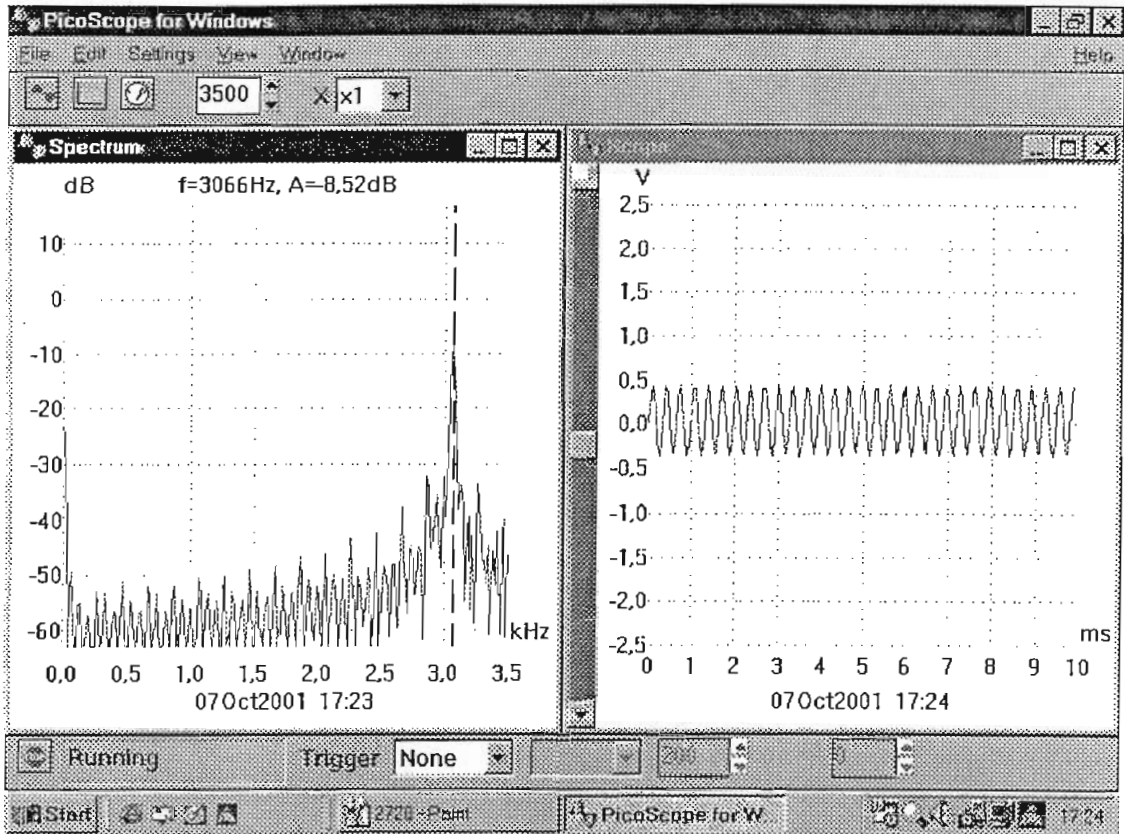 PicoScope for Windows
File Edit Settings View Window Help
3500 X x1
Spectrum
dB f=3066Hz, A=-8,52dB
10
0
-10
-20
-30
-40
-50
-60
kHz
0,0 0,5 1,0 1,5 2,0 2,5 3,0 3,5
07Oct2001 17:23
Scope
V
2,5
2,0
1,5
1,0
0,5
0,0
-0,5
-1,0
-1,5
-2,0
-2,5
ms
0 1 2 3 4 5 6 7 8 9 10
07Oct2001 17:24
Running Trigger None 0
Start 2720 - Paint PicoScope for W... 17:24